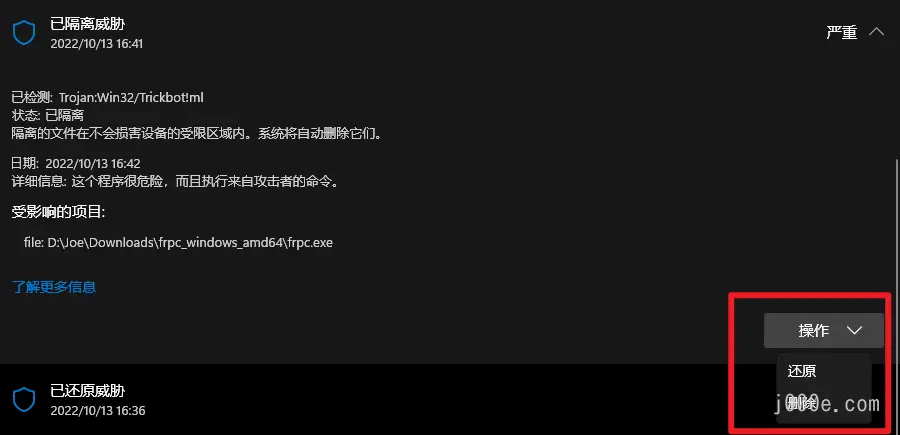 已隔离威胁
2022/10/13 16:41
严重
已检测: Trojan:Win32/Trickbot!ml
状态: 已隔离
隔离的文件在不会损害设备的受限区域内。系统将自动删除它们。
日期: 2022/10/13 16:42
详细信息: 这个程序很危险，而且执行来自攻击者的命令。
受影响的项目:
file: D:\Joe\Downloads\frpc_windows_amd64\frpc.exe
了解更多信息
操作
还原
删除
已还原威胁
2022/10/13 16:36